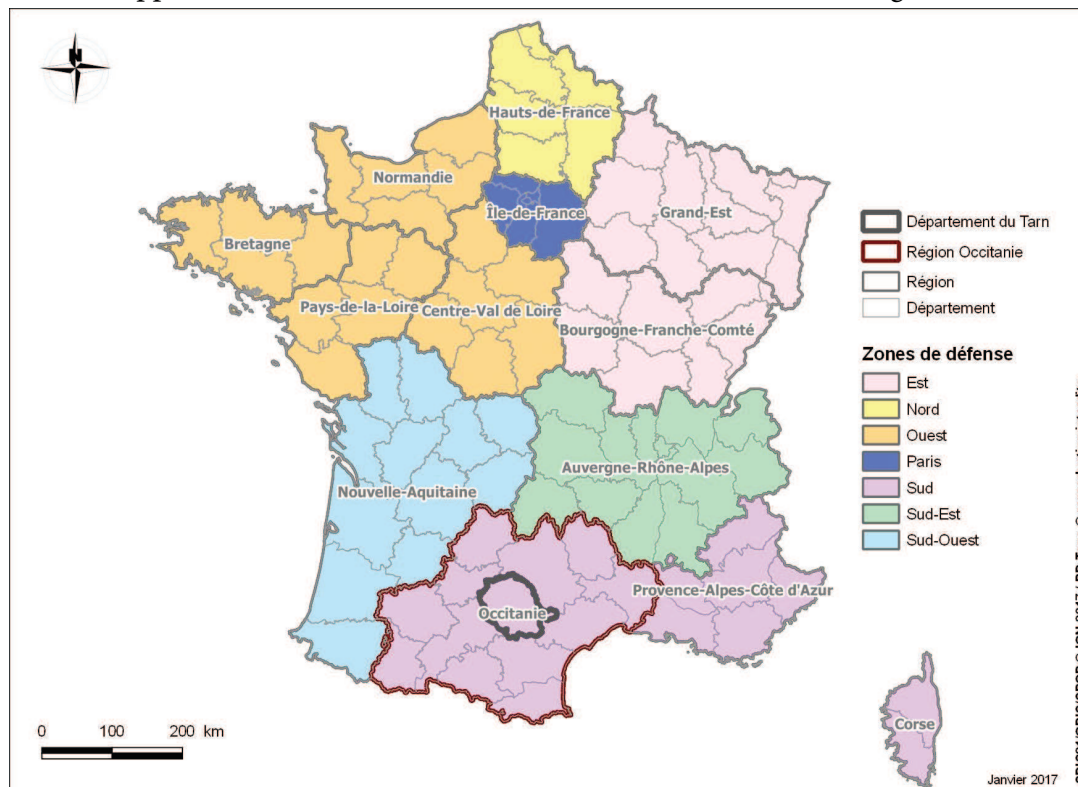 N
Hauts-de-France
Normandie
Île-de-France
Grand-Est
Bretagne
Pays-de-la-Loire
Centre-Val de Loire
Bourgogne-Franche-Comté
Auvergne-Rhône-Alpes
Nouvelle-Aquitaine
Provence-Alpes-Côte d'Azur
Occitanie
Corse
Département du Tarn
Région Occitanie
Région
Département
Zones de défense
Est
Nord
Ouest
Paris
Sud
Sud-Est
Sud-Ouest
0 100 200 km
Janvier 2017